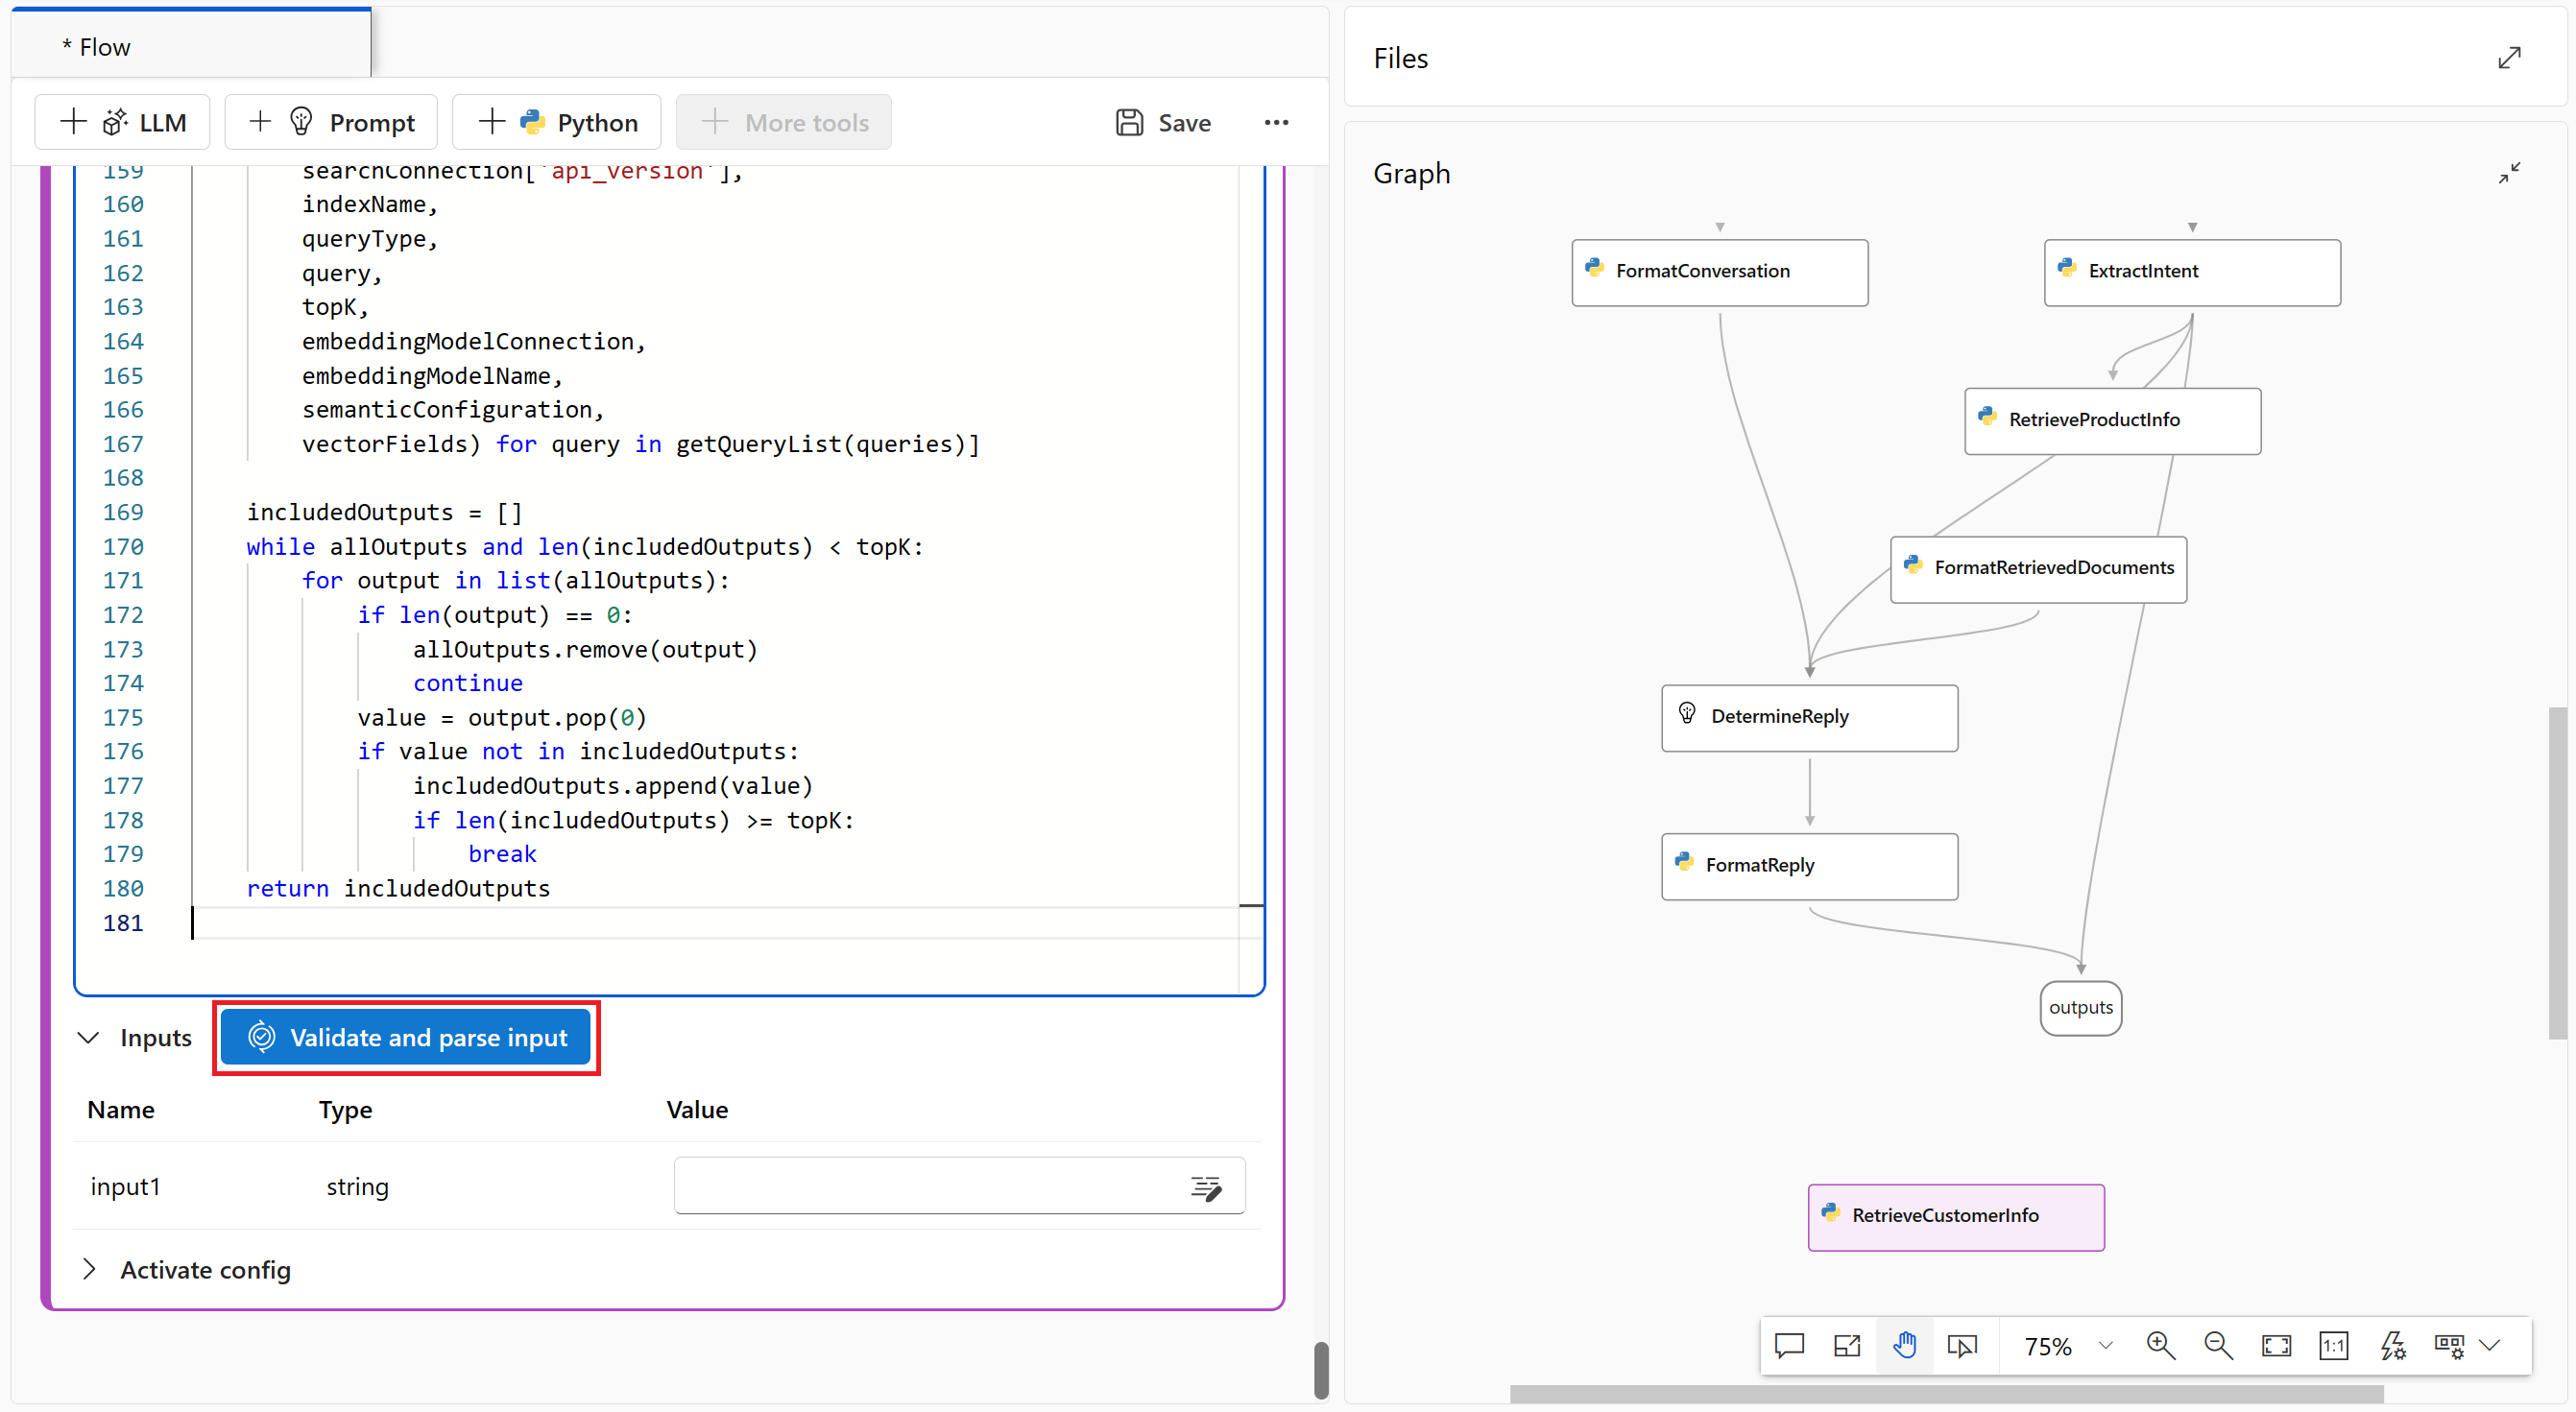 * Flow
LLM
Prompt
Python
More tools
Save
159 searchConnection['api_version'],
160 indexName,
161 queryType,
162 query,
163 topK,
164 embeddingModelConnection,
165 embeddingModelName,
166 semanticConfiguration,
167 vectorFields) for query in getQueryList(queries)]
168
169 includedOutputs = []
170 while allOutputs and len(includedOutputs) < topK:
171 for output in list(allOutputs):
172 if len(output) == 0:
173 allOutputs.remove(output)
174 continue
175 value = output.pop(0)
176 if value not in includedOutputs:
177 includedOutputs.append(value)
178 if len(includedOutputs) >= topK:
179 break
180 return includedOutputs
181
Inputs
Validate and parse input
Name Type Value
input1 string
Activate config
Files
Graph
FormatConversation
ExtractIntent
RetrieveProductInfo
FormatRetrievedDocuments
DetermineReply
FormatReply
outputs
RetrieveCustomerInfo
75%
1:1